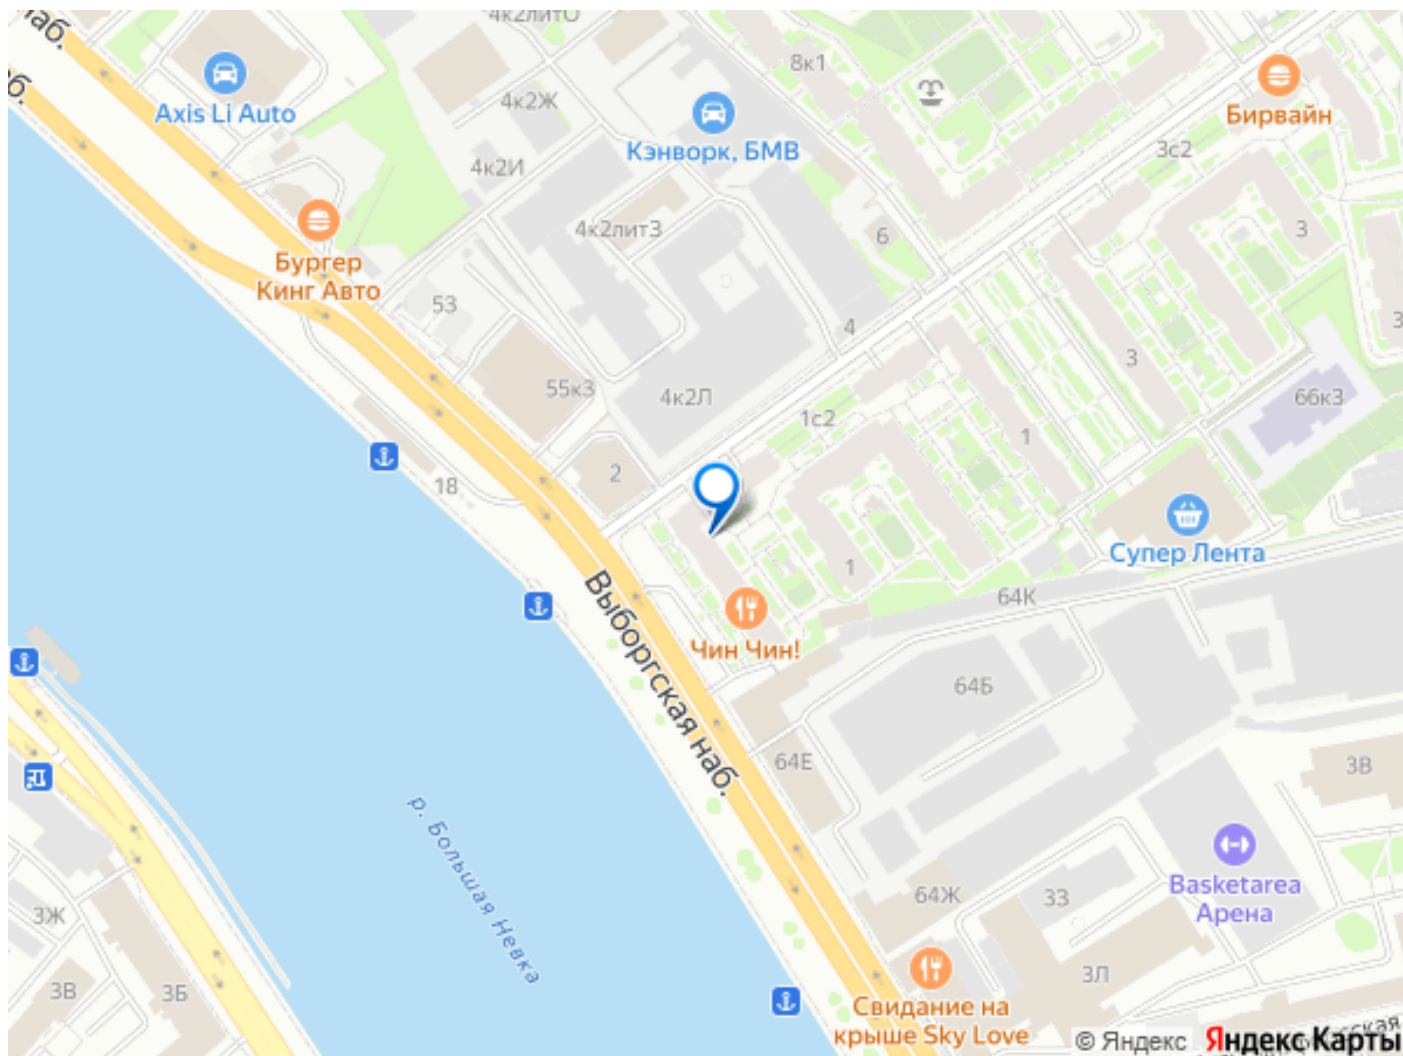 наб.
4к2литО
8к1
Axis Li Auto
4к2Ж
Кэнворк, БМВ
Бирвайн
3с2
4к2И
4к2лит3
6
3
Бургер
Кинг Авто
53
4
3
3
55к3
4к2Л
1с2
66к3
1
2
18
Супер Лента
1
64К
Выборгская наб.
Чин Чин!
64Б
64Е
3В
р. Большая Невка
Basketarea
Арена
64Ж
33
3Ж
3Л
3В
3Б
Свидание на
крыше Sky Love
© Яндекс
Яндекс Карты